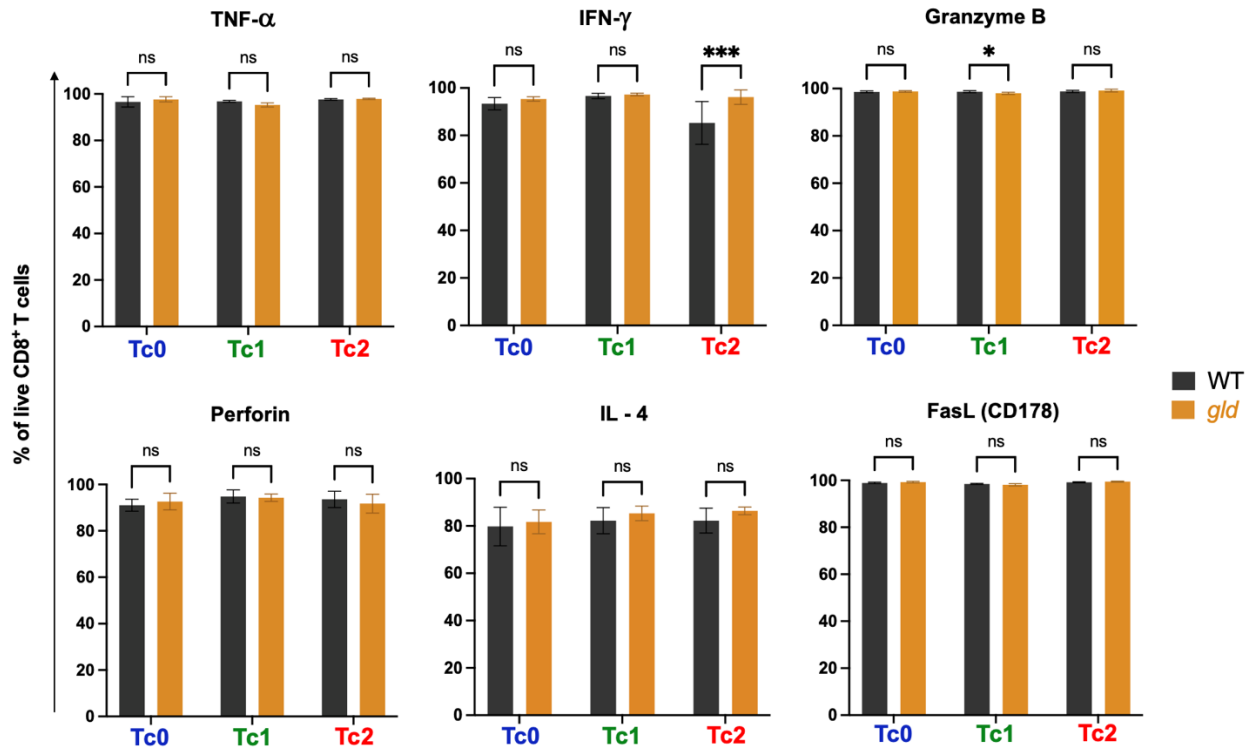 TNF-α
IFN-γ
Granzyme B
ns ns ns
ns ns ***
ns * ns
% of live CD8⁺ T cells
100
80
60
40
20
0
Tc0 Tc1 Tc2
100
80
60
40
20
0
Tc0 Tc1 Tc2
100
80
60
40
20
0
Tc0 Tc1 Tc2
WT
gld
Perforin
IL - 4
FasL (CD178)
ns ns ns
ns ns ns
ns ns ns
100
80
60
40
20
0
Tc0 Tc1 Tc2
100
80
60
40
20
0
Tc0 Tc1 Tc2
100
80
60
40
20
0
Tc0 Tc1 Tc2